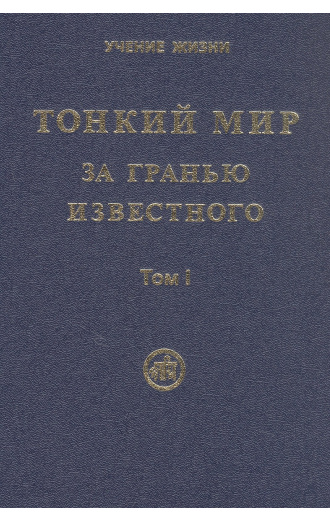 УЧЕНИЕ ЖИЗНИ
ТОНКИЙ МИР
ЗА ГРАНЬЮ
ИЗВЕСТНОГО
Том I